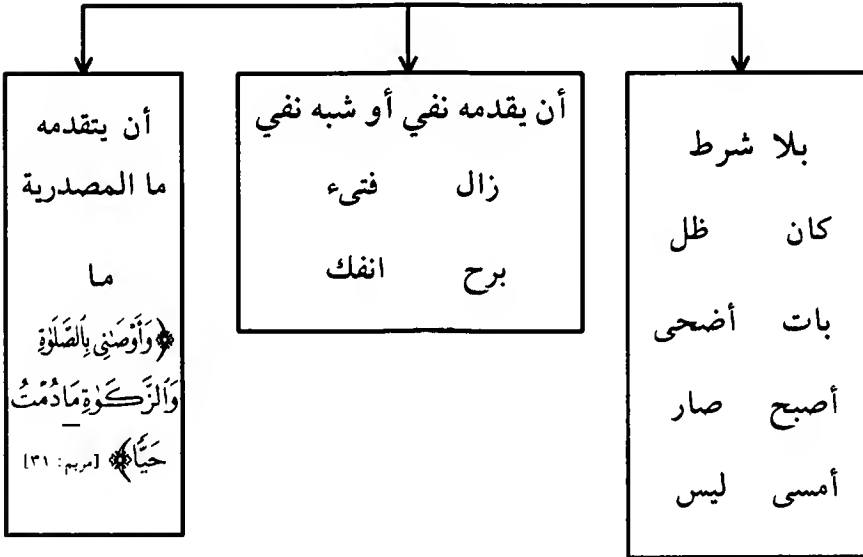 بلا شرط
كان ظل
بات أضحى
أصبح صار
أمسى ليس
أن يقدمه نفي أو شبه نفي
زال فتىء
برح انفك
أن يتقدمه
ما المصدرية
ما
﴿وَأَوْصَٰنِى بِٱلصَّلَوٰةِ
وَٱلزَّكَوٰةِ مَا دُمْتُ
حَيًّا﴾ [مريم: ٣١]